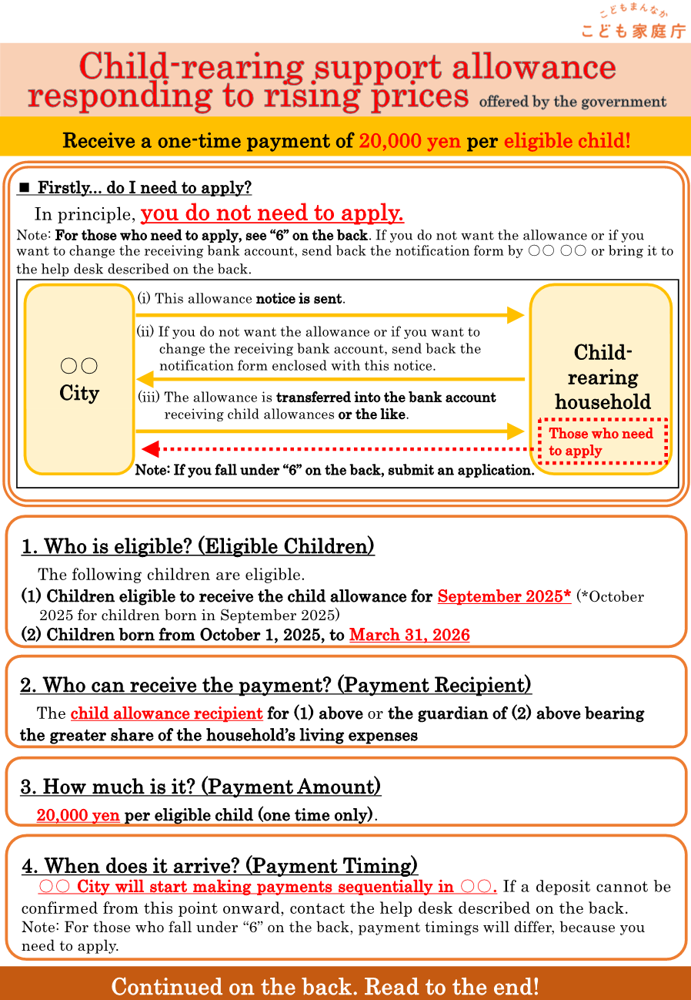 こどもまんなか
こども家庭庁
Child-rearing support allowance
responding to rising prices offered by the government
Receive a one-time payment of 20,000 yen per eligible child!
■ Firstly... do I need to apply?
In principle, you do not need to apply.
Note: For those who need to apply, see “6” on the back. If you do not want the allowance or if you
want to change the receiving bank account, send back the notification form by 〇〇 〇〇 or bring it to
the help desk described on the back.
〇〇
City
(i) This allowance notice is sent.
(ii) If you do not want the allowance or if you want to
change the receiving bank account, send back the
notification form enclosed with this notice.
(iii) The allowance is transferred into the bank account
receiving child allowances or the like.
Note: If you fall under “6” on the back, submit an application.
Child-
rearing
household
Those who need
to apply
1. Who is eligible? (Eligible Children)
The following children are eligible.
(1) Children eligible to receive the child allowance for September 2025* (*October
2025 for children born in September 2025)
(2) Children born from October 1, 2025, to March 31, 2026
2. Who can receive the payment? (Payment Recipient)
The child allowance recipient for (1) above or the guardian of (2) above bearing
the greater share of the household’s living expenses
3. How much is it? (Payment Amount)
20,000 yen per eligible child (one time only).
4. When does it arrive? (Payment Timing)
〇〇 City will start making payments sequentially in 〇〇. If a deposit cannot be
confirmed from this point onward, contact the help desk described on the back.
Note: For those who fall under “6” on the back, payment timings will differ, because you
need to apply.
Continued on the back. Read to the end!